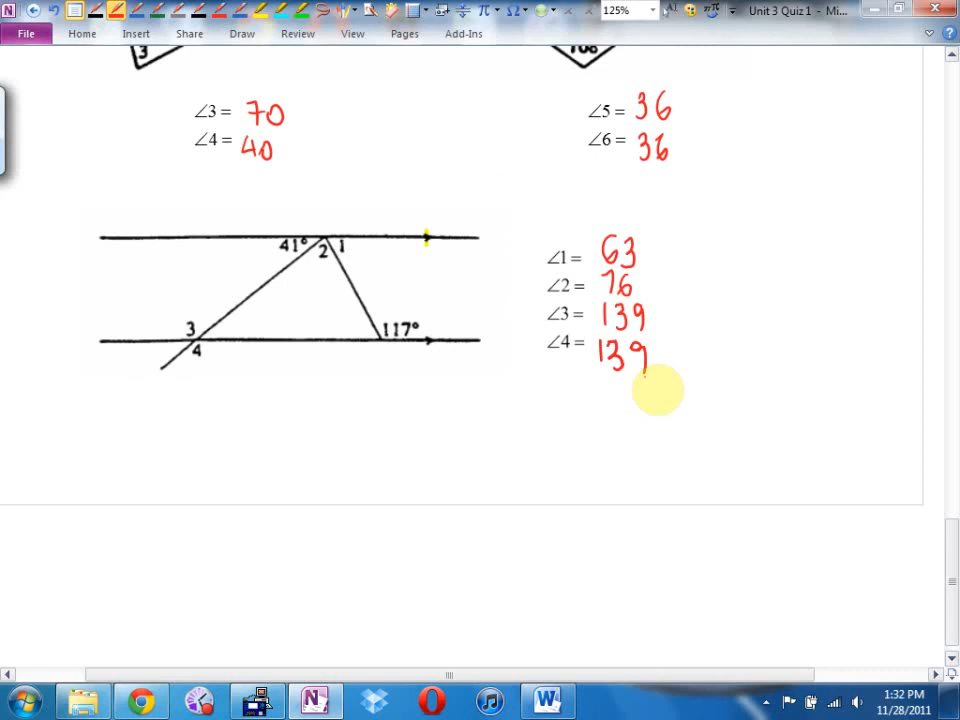 125%
Unit 3 Quiz 1 - Mi...
File Home Insert Share Draw Review View Pages Add-Ins
3
∠3 = 70
∠4 = 40
∠5 = 36
∠6 = 36
41° 2 1
3 117°
4
∠1 = 63
∠2 = 76
∠3 = 139
∠4 = 139
1:32 PM
11/28/2011